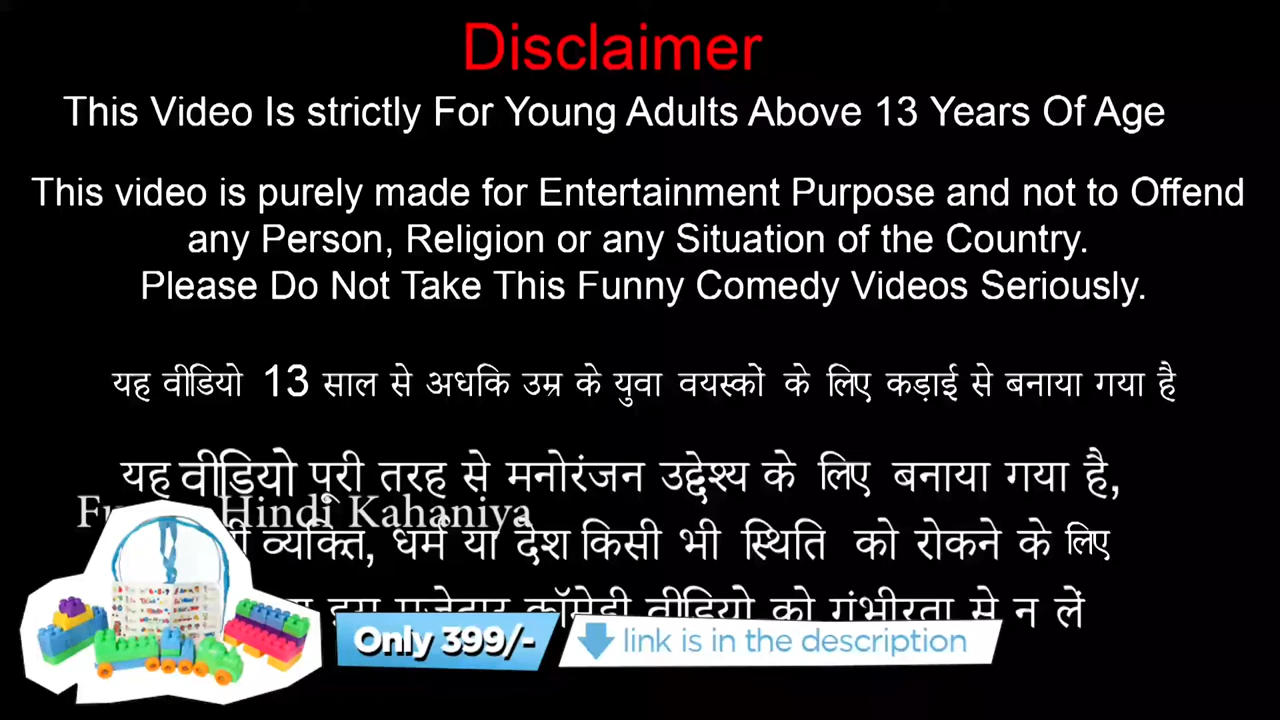 Disclaimer
This Video Is strictly For Young Adults Above 13 Years Of Age
This video is purely made for Entertainment Purpose and not to Offend
any Person, Religion or any Situation of the Country.
Please Do Not Take This Funny Comedy Videos Seriously.
यह वीडियो 13 साल से अधकि उम्र के युवा वयस्कों के लिए कड़ाई से बनाया गया है
यह वीडियो पूरी तरह से मनोरंजन उद्देश्य के लिए बनाया गया है,
Hindi Kahaniya
व्यक्ति, धर्म या देश किसी भी स्थिति को रोकने के लिए
इस मजेदार कॉमेडी वीडियो को गंभीरता से न लें
Only 399/-
link is in the description